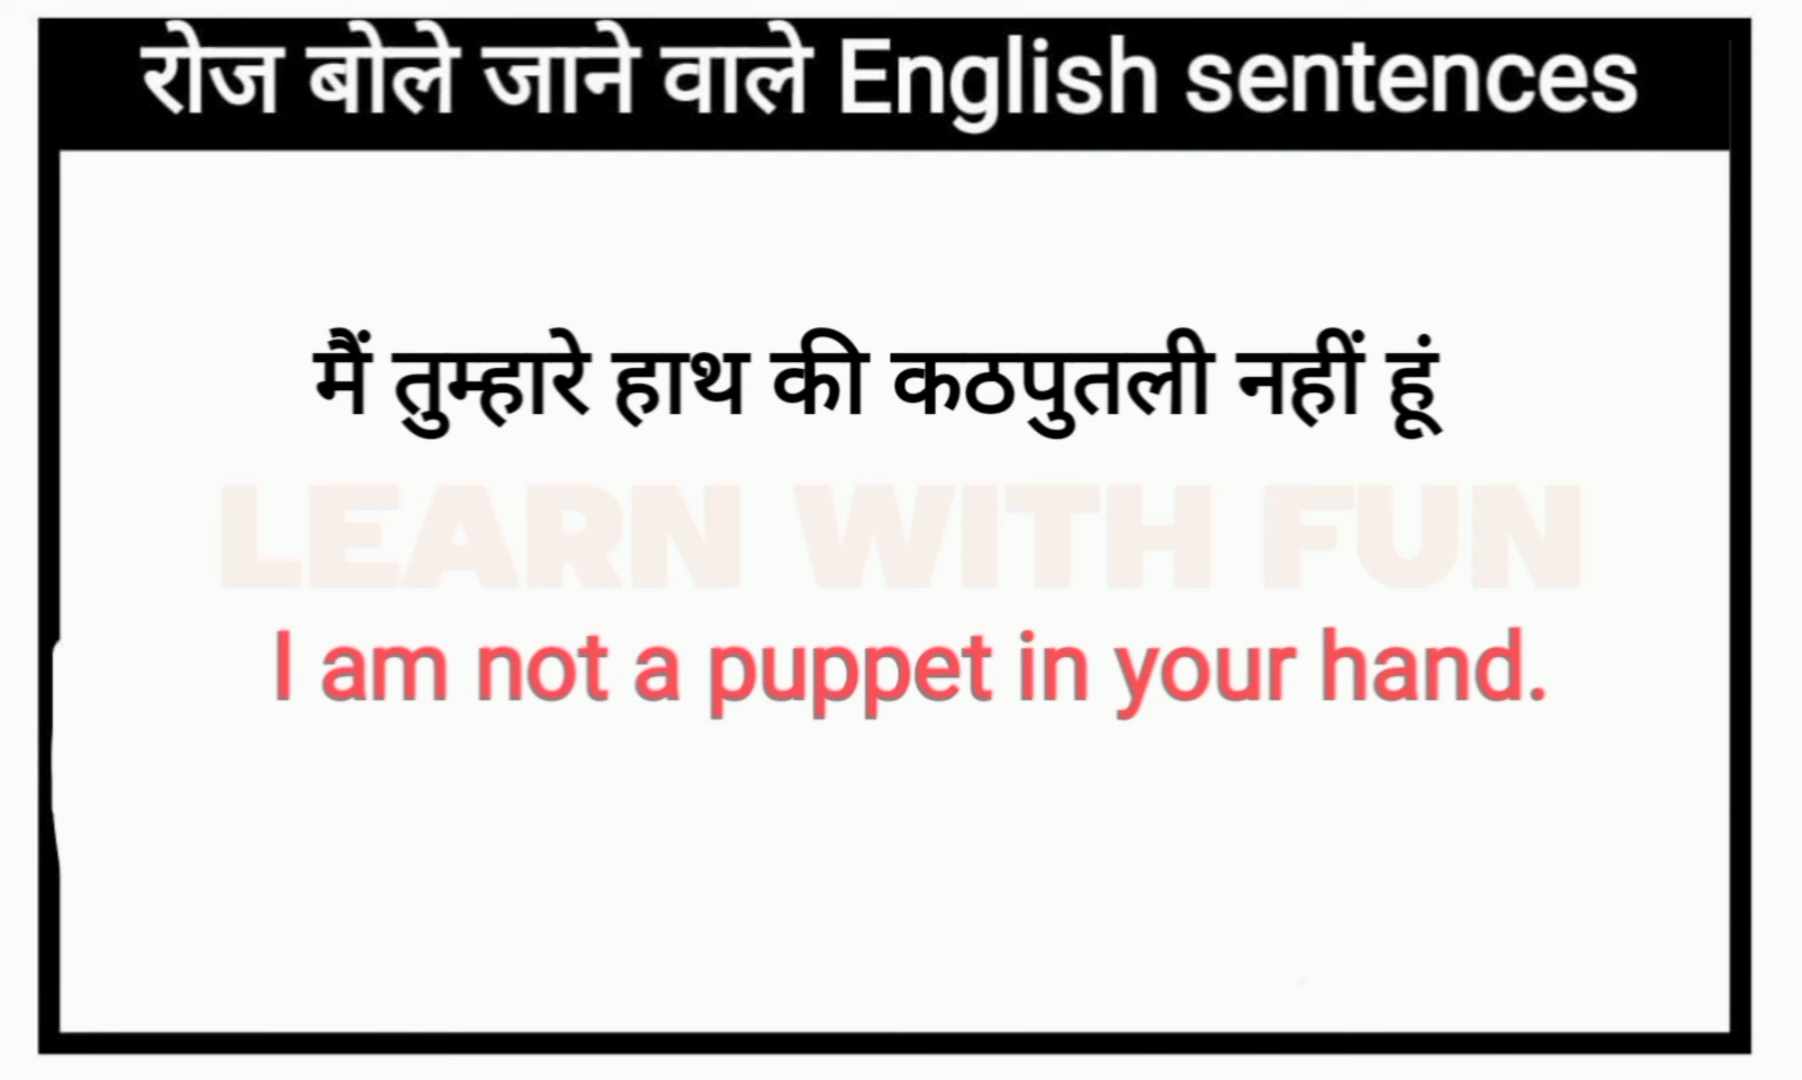 रोज बोले जाने वाले English sentences
मैं तुम्हारे हाथ की कठपुतली नहीं हूं
LEARN WITH FUN
I am not a puppet in your hand.